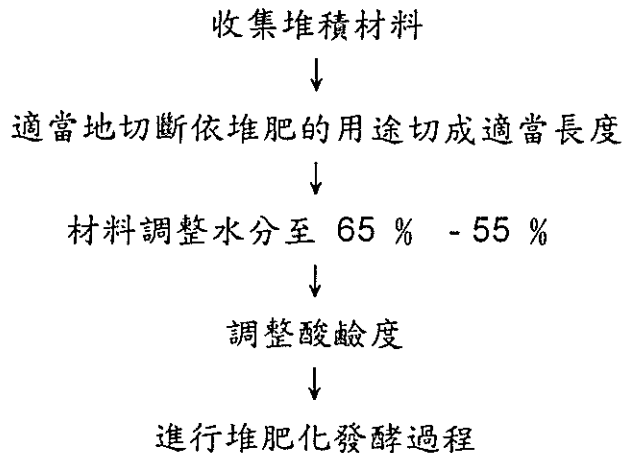 收集堆積材料
↓
適當地切斷依堆肥的用途切成適當長度
↓
材料調整水分至 65 % - 55 %
↓
調整酸鹼度
↓
進行堆肥化發酵過程